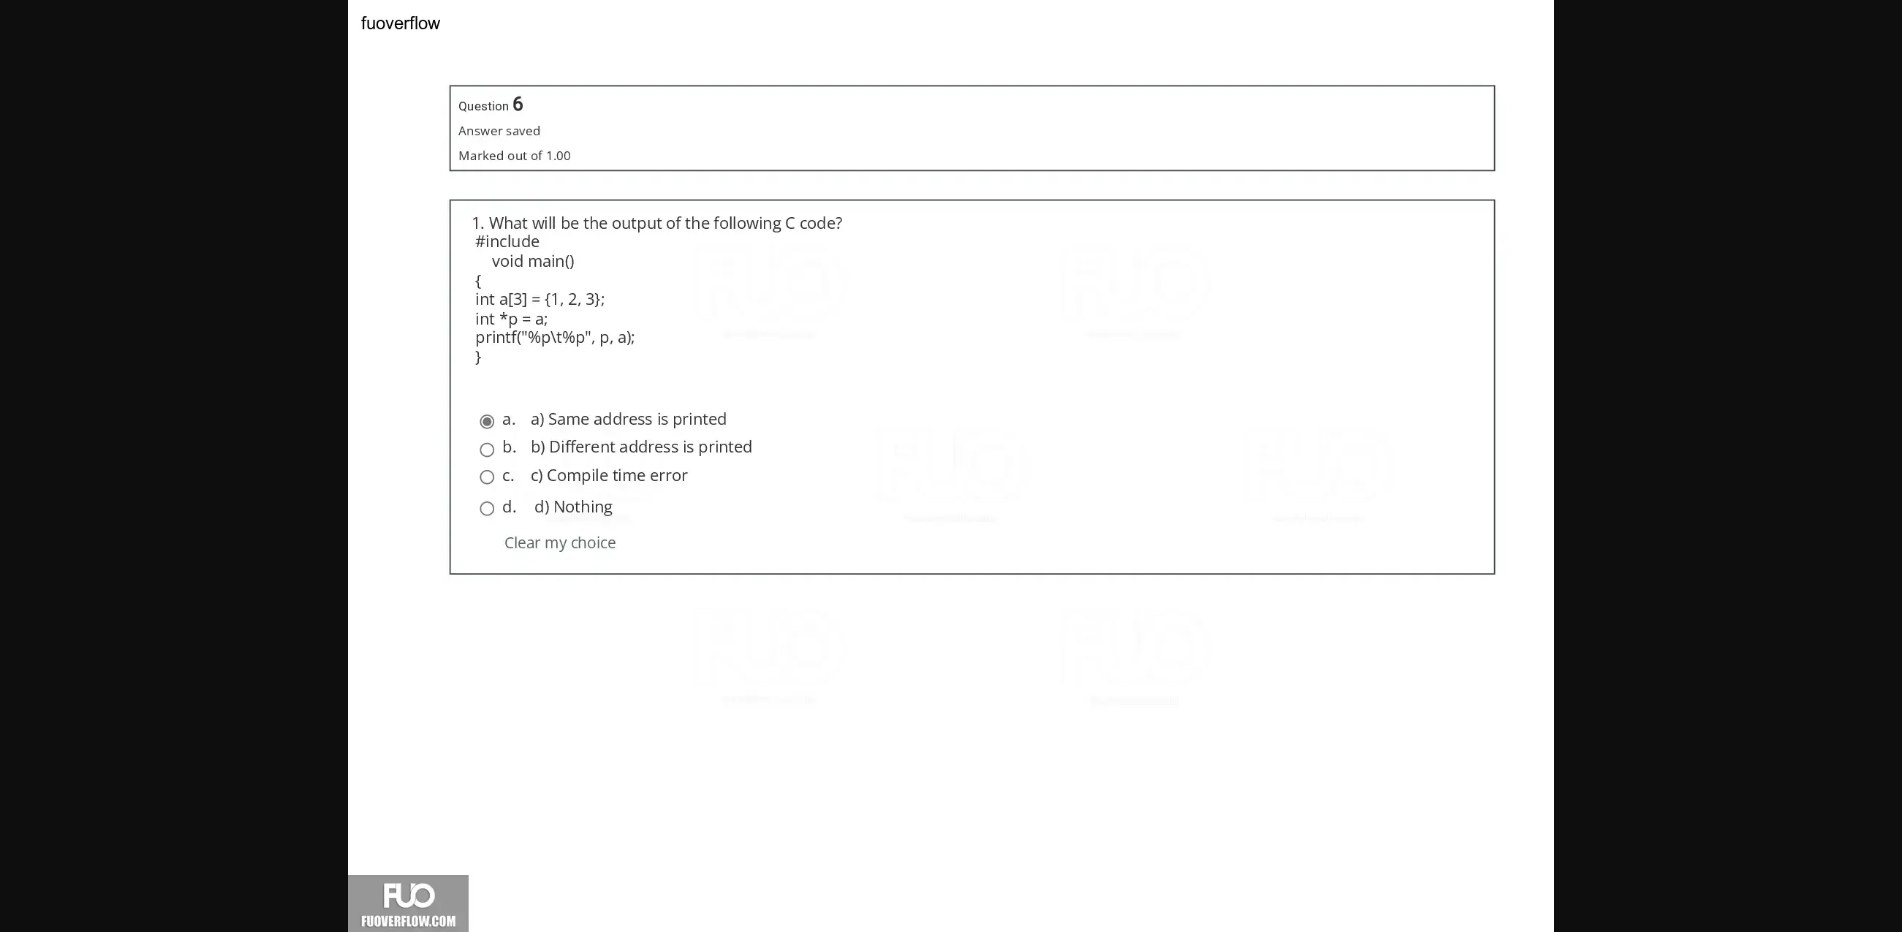 fuoverflow
Question 6
Answer saved
Marked out of 1.00
1. What will be the output of the following C code?
#include
void main()
{
int a[3] = {1, 2, 3};
int *p = a;
printf("%p\t%p", p, a);
}
a. a) Same address is printed
b. b) Different address is printed
c. c) Compile time error
d. d) Nothing
Clear my choice
FUO
FUOVERFLOW.COM